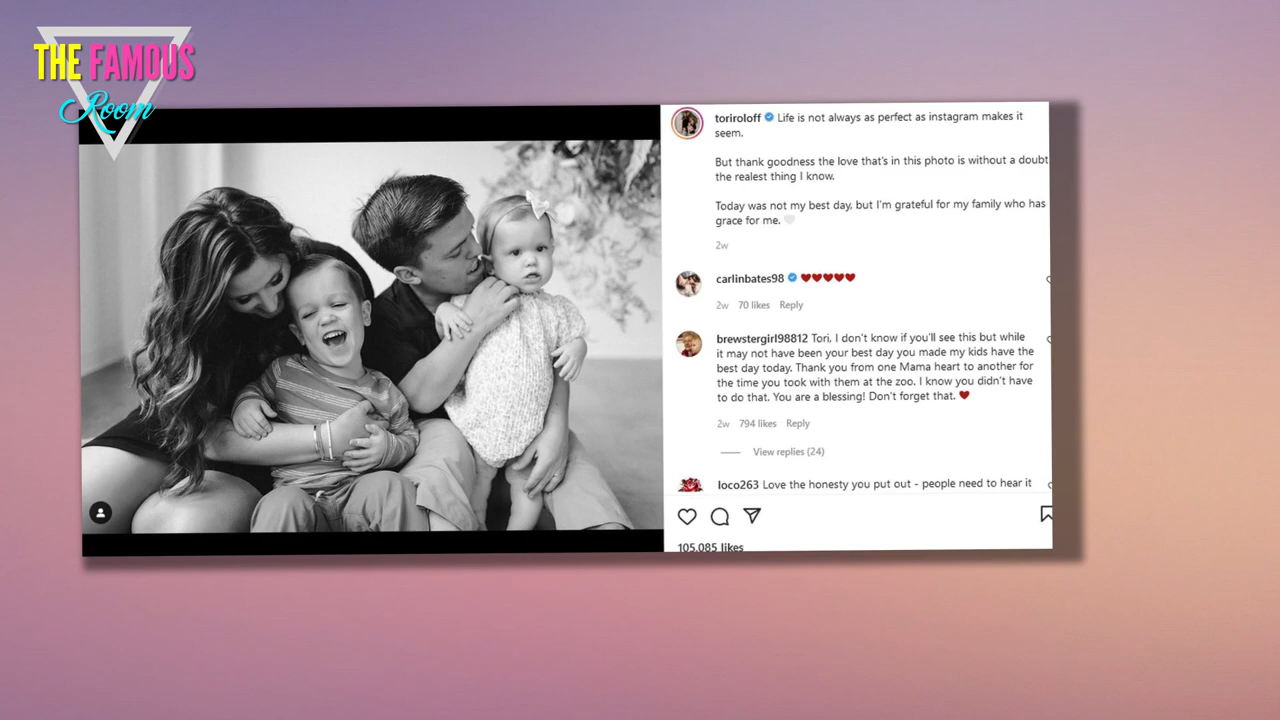 THE FAMOUS
Room
toriroloff Life is not always as perfect as instagram makes it
seem.
But thank goodness the love that's in this photo is without a doubt
the realest thing I know.
Today was not my best day, but I'm grateful for my family who has
grace for me. 🤍
2w
carlinbates98 ❤️❤️❤️❤️❤️
2w 70 likes Reply
brewstergirl98812 Tori, I don't know if you'll see this but while
it may not have been your best day you made my kids have the
best day today. Thank you from one Mama heart to another for
the time you took with them at the zoo. I know you didn't have
to do that. You are a blessing! Don't forget that. ❤️
2w 794 likes Reply
View replies (24)
loco263 Love the honesty you put out - people need to hear it
105,085 likes